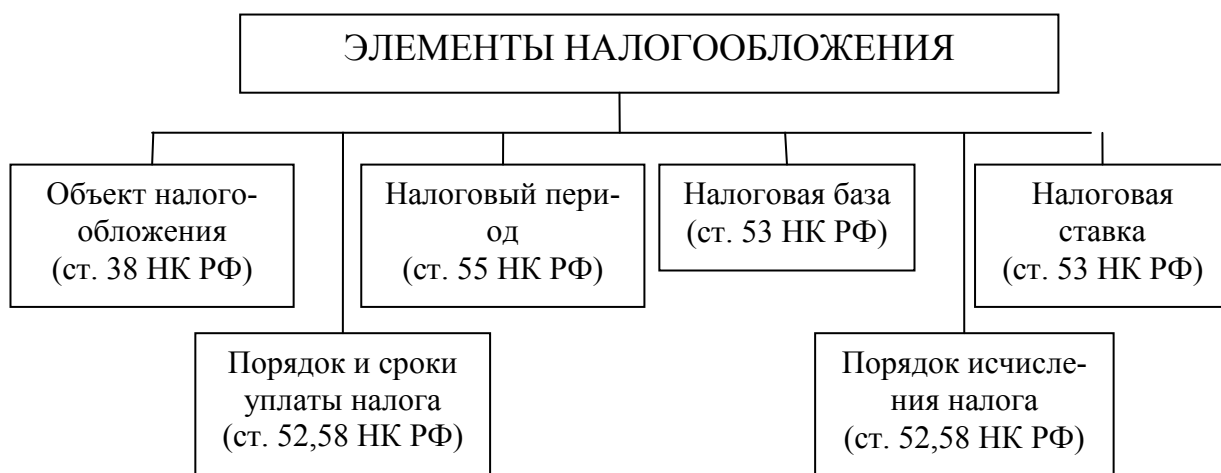 ЭЛЕМЕНТЫ НАЛОГООБЛОЖЕНИЯ
Объект налого-
обложения
(ст. 38 НК РФ)
Налоговый пери-
од
(ст. 55 НК РФ)
Налоговая база
(ст. 53 НК РФ)
Налоговая
ставка
(ст. 53 НК РФ)
Порядок и сроки
уплаты налога
(ст. 52,58 НК РФ)
Порядок исчисле-
ния налога
(ст. 52,58 НК РФ)